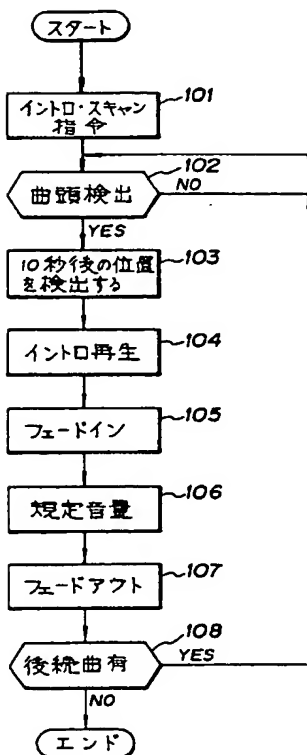 スタート
イントロ・スキャン
指令
101
曲頭検出
102
NO
YES
10秒後の位置
を検出する
103
イントロ再生
104
フェードイン
105
規定音量
106
フェードアウト
107
後続曲有
108
YES
NO
エンド